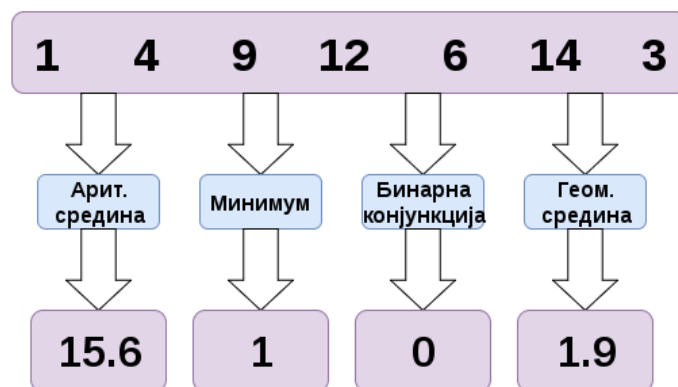 1 4 9 12 6 14 3
Арит. средина
Минимум
Бинарна конјункција
Геом. средина
15.6 1 0 1.9